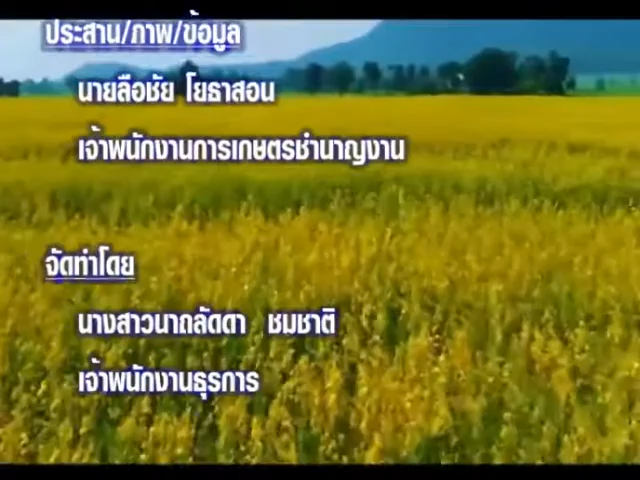 ประสาน/ภาพ/ข้อมูล
นายลือชัย โยธาสอน
เจ้าพนักงานการเกษตรชำนาญงาน
จัดทำโดย
นางสาวนาถลัดดา ชมชาติ
เจ้าพนักงานธุรการ